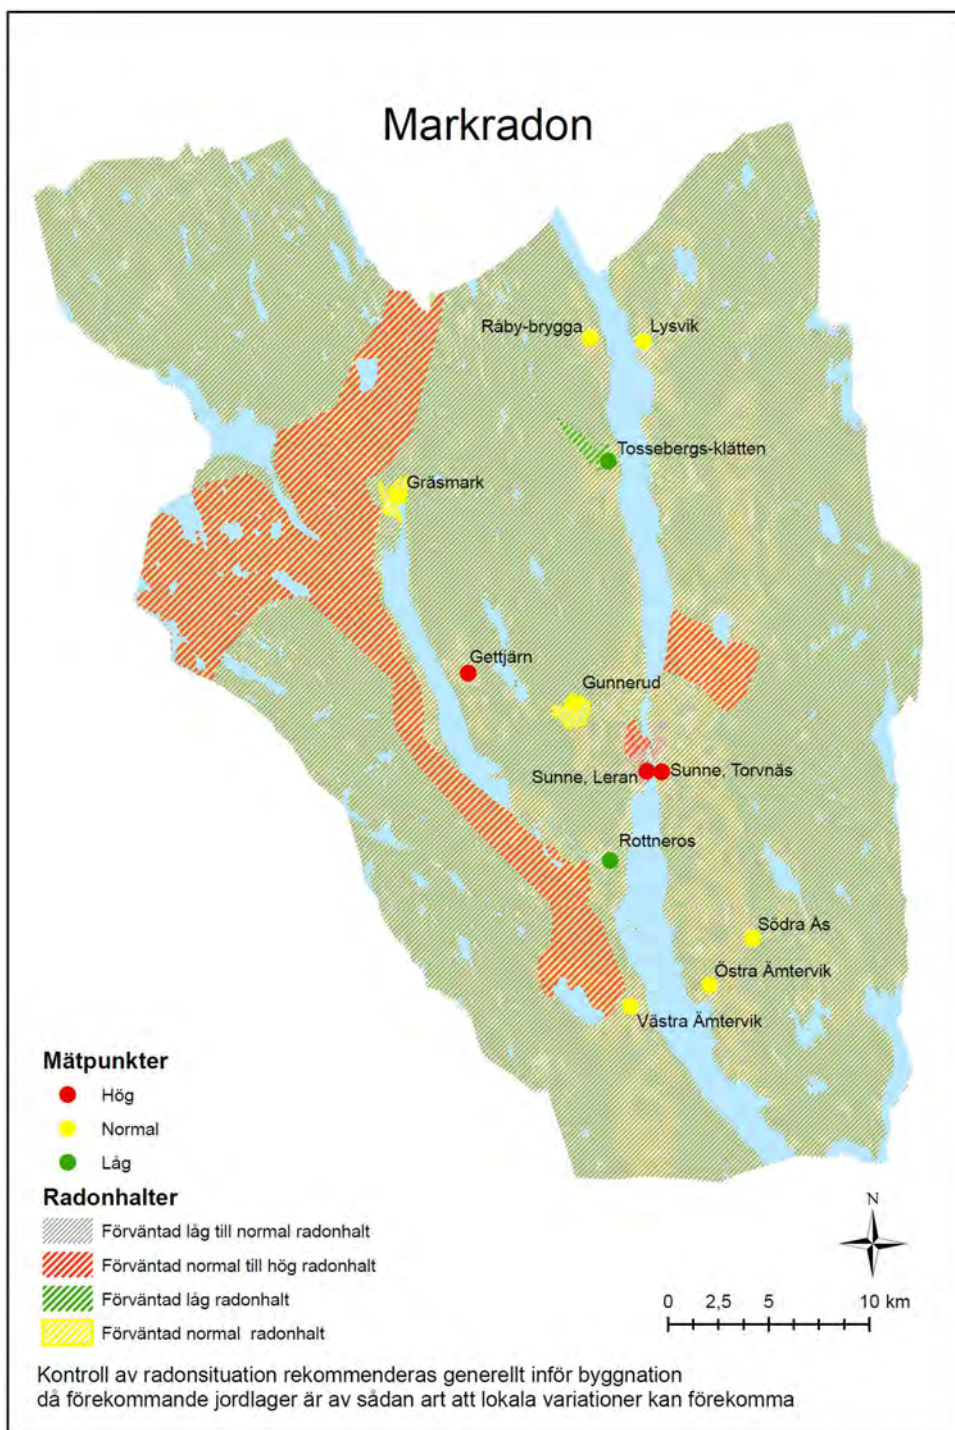 Markradon
Råby-brygga
Lysvik
Tossebergs-klätten
Gräsmark
Gettjärn
Gunnerud
Sunne, Leran
Sunne, Torvnäs
Rottneros
Södra Ås
Östra Ämtervik
Västra Ämtervik
Mätpunkter
Hög
Normal
Låg
Radonhalter
Förväntad låg till normal radonhalt
Förväntad normal till hög radonhalt
Förväntad låg radonhalt
Förväntad normal radonhalt
N
0 2,5 5 10 km
Kontroll av radonsituation rekommenderas generellt inför byggnation
då förekommande jordlager är av sådan art att lokala variationer kan förekomma